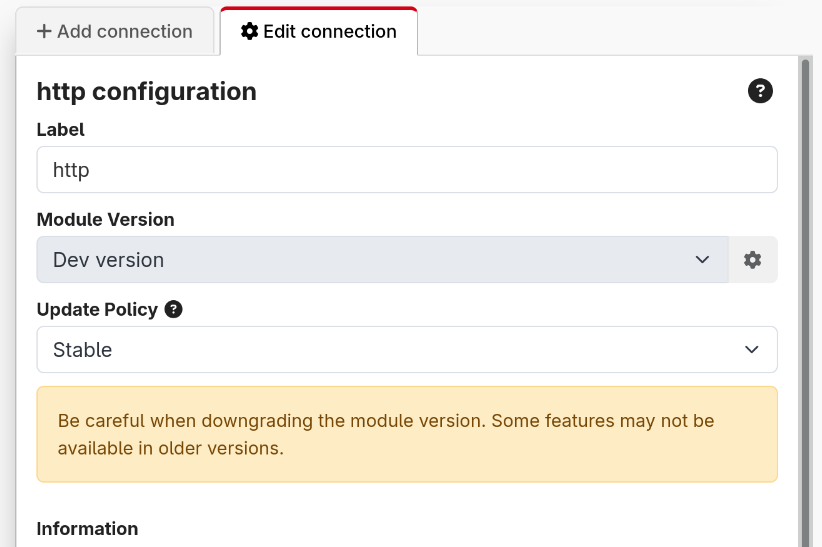 Add connection
Edit connection
http configuration
?
Label
http
Module Version
Dev version
Update Policy ?
Stable
Be careful when downgrading the module version. Some features may not be
available in older versions.
Information